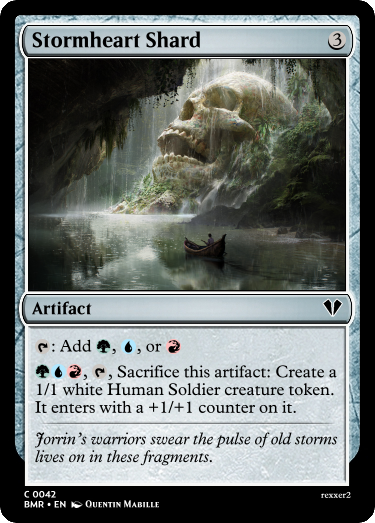 Stormheart Shard 3
Artifact
: Add , , or
, , Sacrifice this artifact: Create a
1/1 white Human Soldier creature token.
It enters with a +1/+1 counter on it.
Jorrin's warriors swear the pulse of old storms
lives on in these fragments.
C 0042
BMR • EN Quentin Mabille
rexxer2